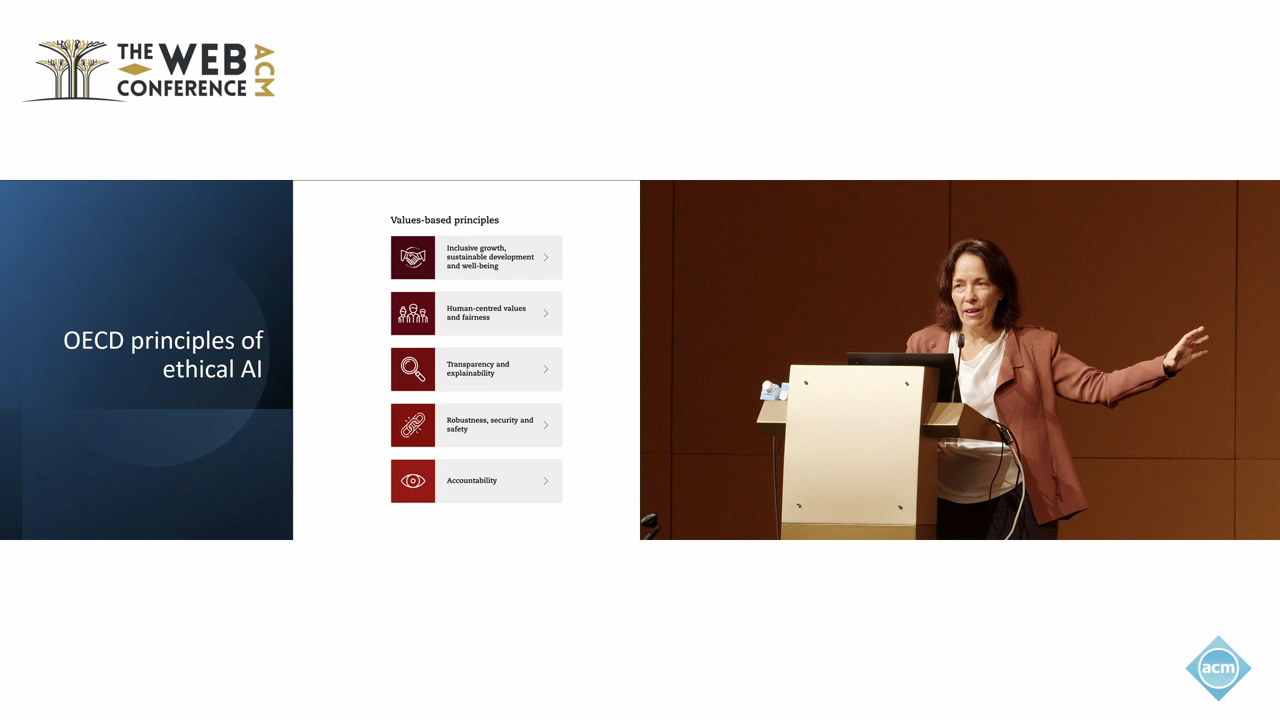 THE WEB
CONFERENCE
ACM
OECD principles of
ethical AI
Values-based principles
Inclusive growth,
sustainable development
and well-being
Human-centred values
and fairness
Transparency and
explainability
Robustness, security and
safety
Accountability
acm